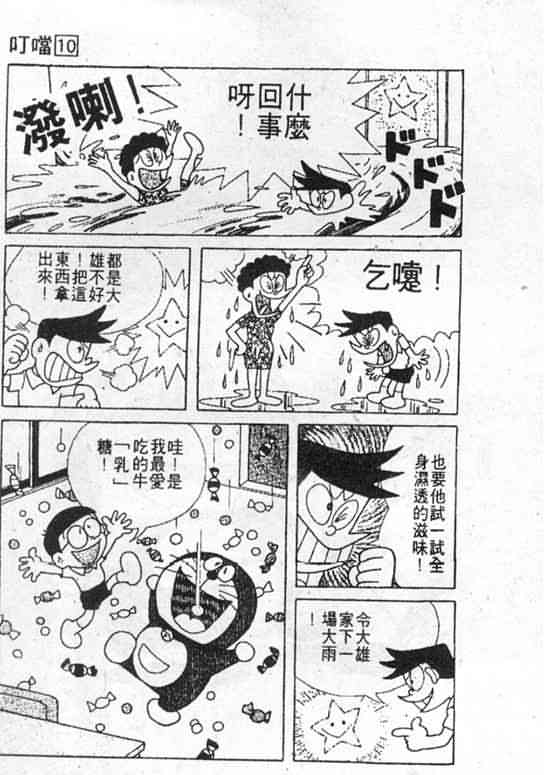 叮噹10
什麼
回事
呀！
ドドド
潑喇！
乞嚏！
都是大
雄不好
！把這
東西拿
出來！
也要他試一試全
身濕透的滋味！
令大雄
家下一
場大雨
！
哇！是
我最愛
吃的牛
「乳」
糖！